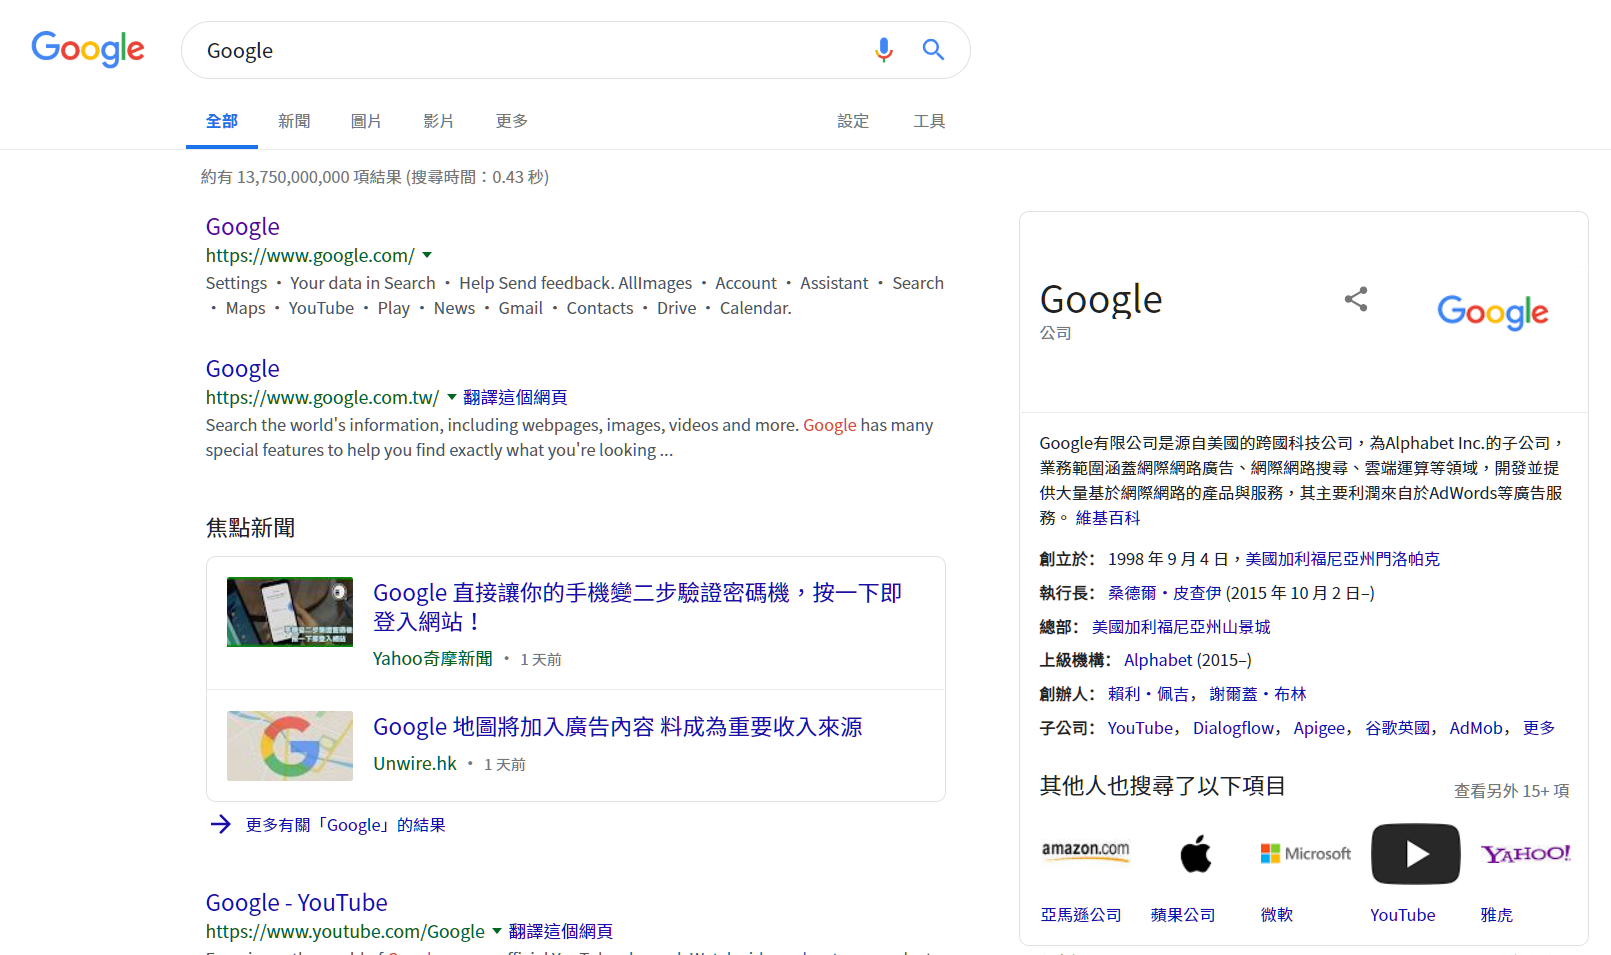 Google
Google
全部
新聞
圖片
影片
更多
設定
工具
約有 13,750,000,000 項結果 (搜尋時間：0.43 秒)
Google
https://www.google.com/
Settings · Your data in Search · Help Send feedback. AllImages · Account · Assistant · Search
· Maps · YouTube · Play · News · Gmail · Contacts · Drive · Calendar.
Google
https://www.google.com.tw/ 翻譯這個網頁
Search the world's information, including webpages, images, videos and more. Google has many
special features to help you find exactly what you're looking ...
焦點新聞
Google 直接讓你的手機變二步驗證密碼機，按一下即
登入網站！
Yahoo奇摩新聞 · 1 天前
Google 地圖將加入廣告內容 料成為重要收入來源
Unwire.hk · 1 天前
更多有關「Google」的結果
Google - YouTube
https://www.youtube.com/Google 翻譯這個網頁
Google
公司
Google
Google有限公司是源自美國的跨國科技公司，為Alphabet Inc.的子公司，
業務範圍涵蓋網際網路廣告、網際網路搜尋、雲端運算等領域，開發並提
供大量基於網際網路的產品與服務，其主要利潤來自於AdWords等廣告服
務。 維基百科
創立於： 1998 年 9 月 4 日，美國加利福尼亞州門洛帕克
執行長： 桑德爾·皮查伊 (2015 年 10 月 2 日–)
總部： 美國加利福尼亞州山景城
上級機構： Alphabet (2015–)
創辦人： 賴利·佩吉， 謝爾蓋·布林
子公司： YouTube， Dialogflow， Apigee， 谷歌英國， AdMob， 更多
其他人也搜尋了以下項目
查看另外 15+ 項
amazon.com
Microsoft
YAHOO!
亞馬遜公司
蘋果公司
微軟
YouTube
雅虎